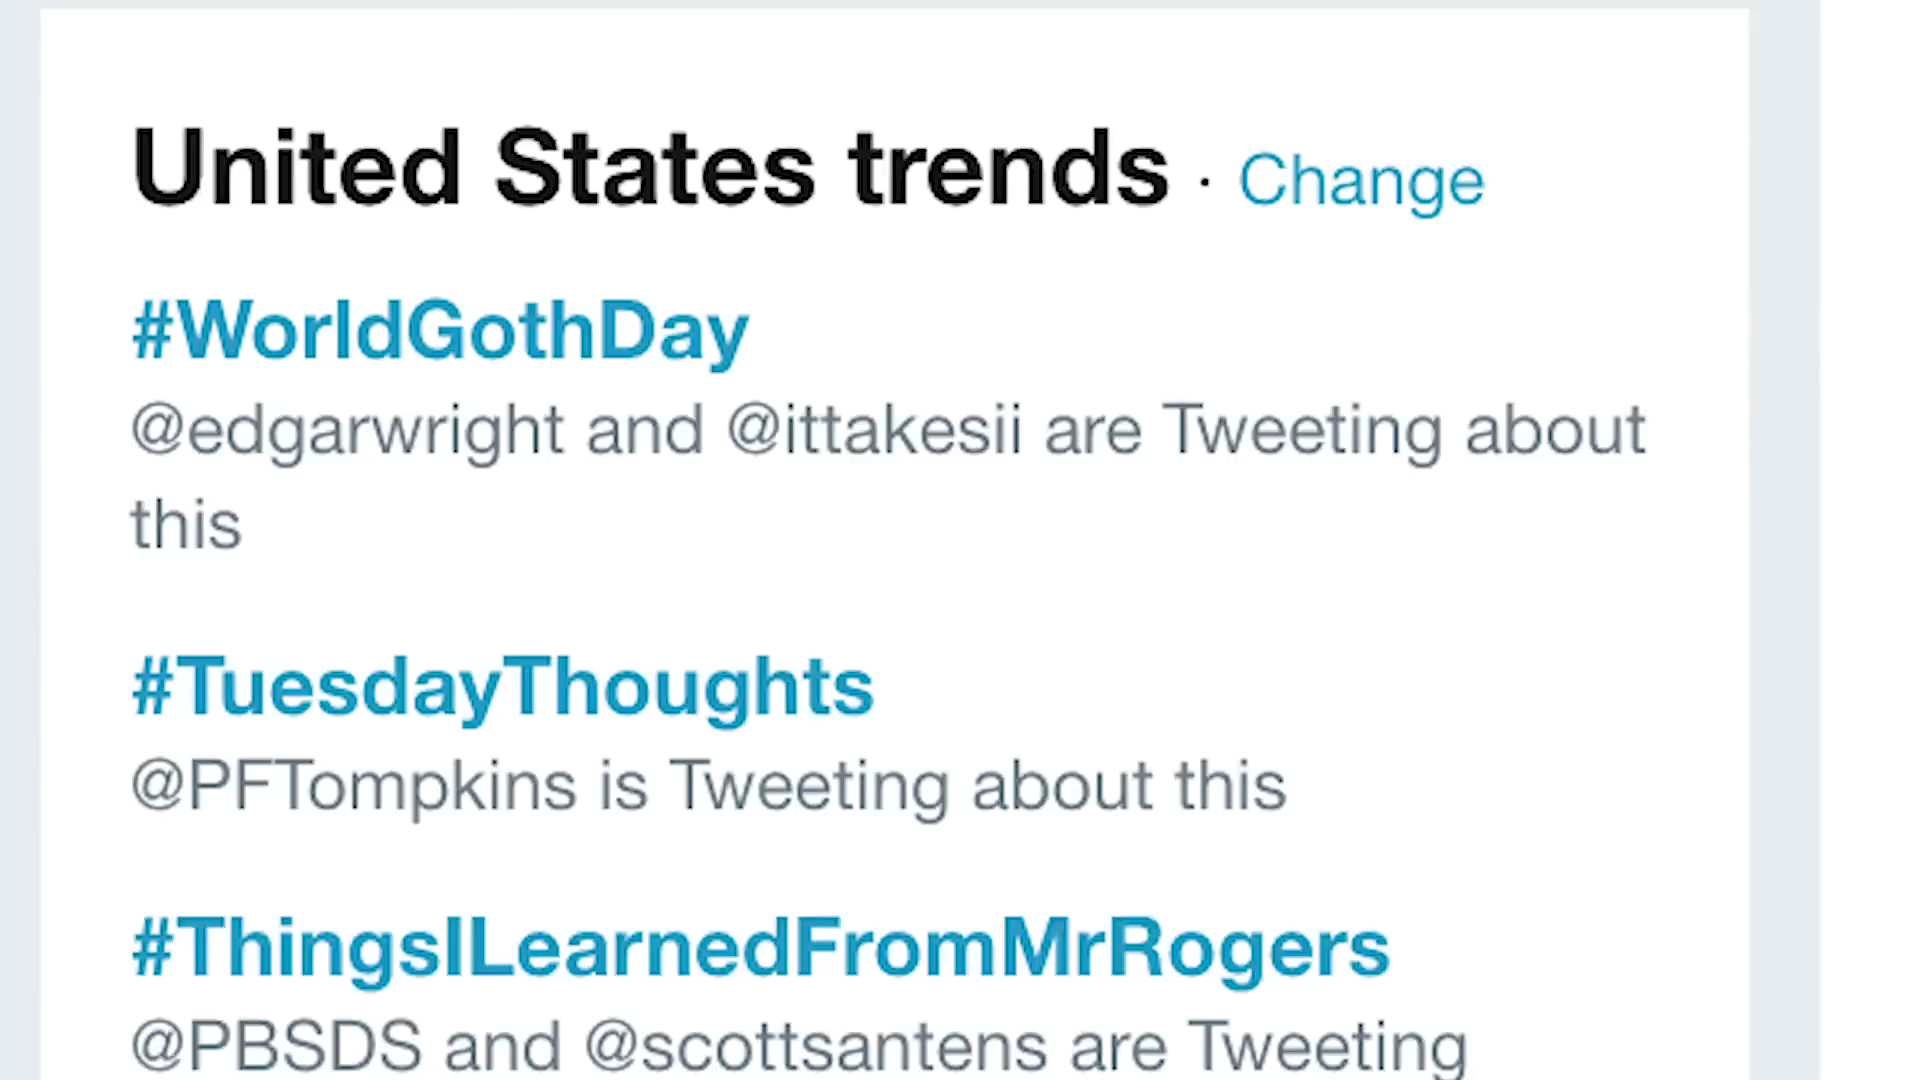 United States trends · Change
#WorldGothDay
@edgarwright and @ittakesii are Tweeting about
this
#TuesdayThoughts
@PFTompkins is Tweeting about this
#ThingsILearnedFromMrRogers
@PBSDS and @scottsantens are Tweeting